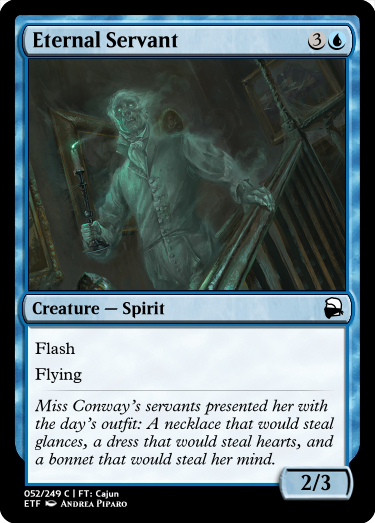 Eternal Servant 3
Creature — Spirit
Flash
Flying
Miss Conway's servants presented her with
the day's outfit: A necklace that would steal
glances, a dress that would steal hearts, and
a bonnet that would steal her mind.
2/3
052/249 C | FT: Cajun
ETF Andrea Piparo